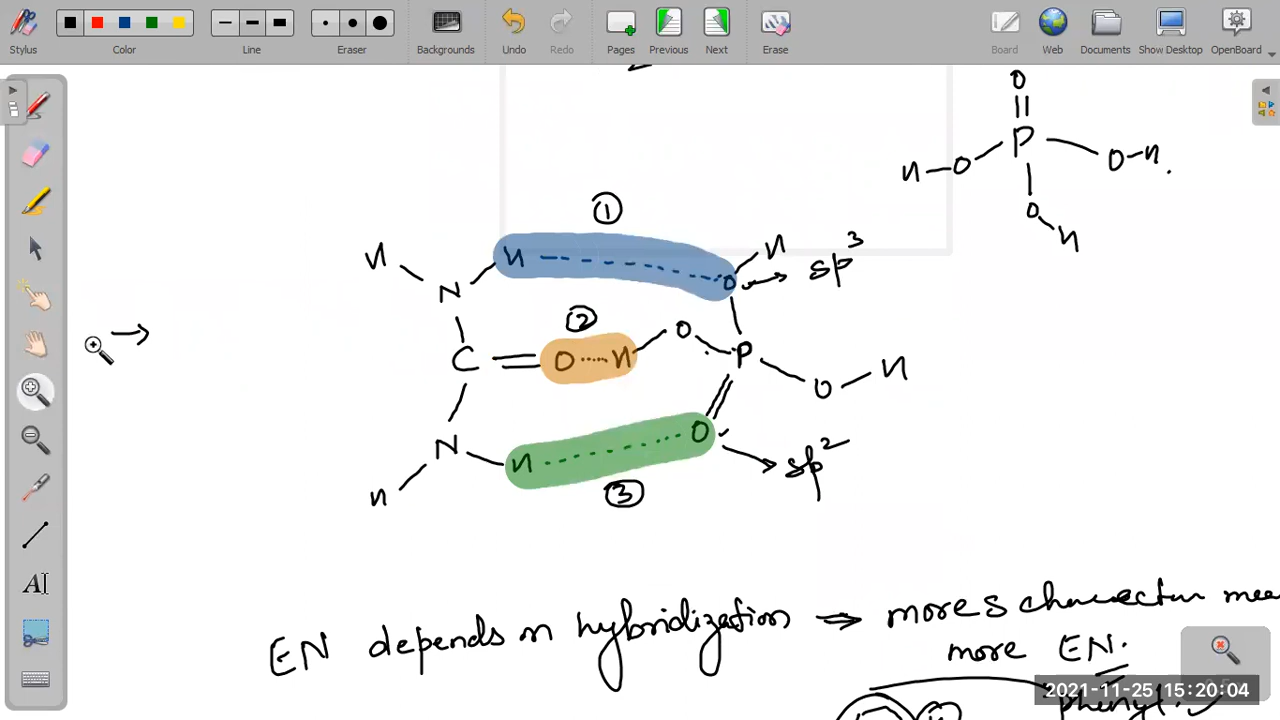 Stylus
Color
Line
Eraser
Backgrounds
Undo
Redo
Pages
Previous
Next
Erase
Board
Web
Documents
Show Desktop
OpenBoard
O
P
H O O H
O
H
①
H H O H sp³
N
② O
C O H P
O H
N H O sp²
H
③
EN depends on hybridization ⇒ more s character
more EN.
phenyl
2021-11-25 15:20:04